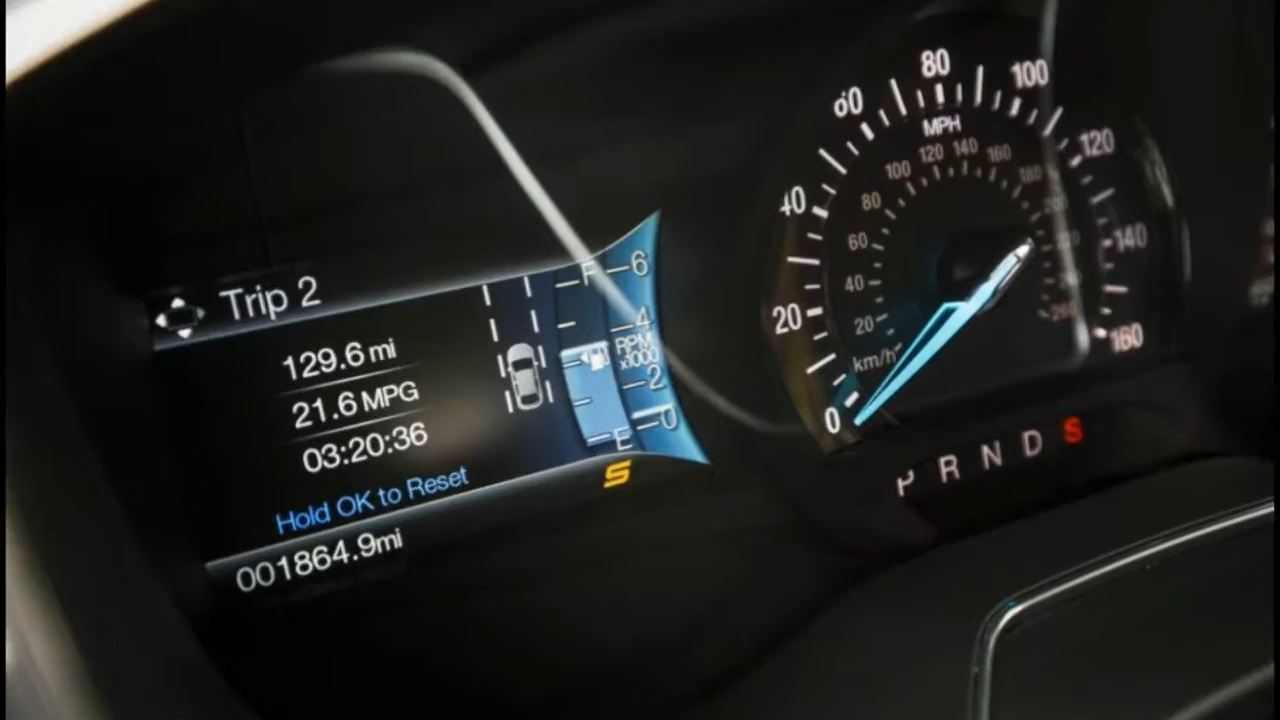 Trip 2
129.6 mi
21.6 MPG
03:20:36
Hold OK to Reset
001864.9mi
F
E
6
4
RPM
x1000
2
0
S
0
20
40
60
80
100
120
140
160
MPH
20
40
60
80
100
120
140
160
180
km/h
P R N D S